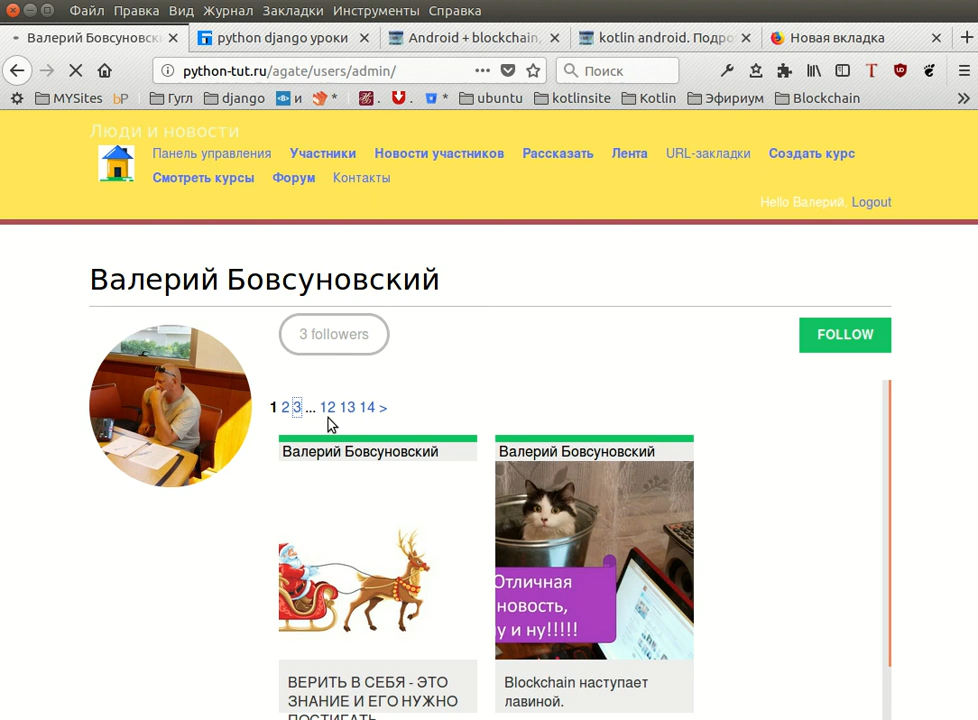 Файл Правка Вид Журнал Закладки Инструменты Справка
Валерий Бовсуновск
python django уроки
Android + blockchain,
kotlin android. Подро
Новая вкладка
python-tut.ru/agate/users/admin/
Поиск
MYSites bP Гугл django и * . . * ubuntu kotlinsite Kotlin Эфириум Blockchain
Люди и новости
Панель управления Участники Новости участников Рассказать Лента URL-закладки Создать курс
Смотреть курсы Форум Контакты
Hello Валерий, Logout
Валерий Бовсуновский
3 followers
FOLLOW
1 2 3 ... 12 13 14 >
Валерий Бовсуновский
Валерий Бовсуновский
Отличная
новость,
у и ну!!!!!
ВЕРИТЬ В СЕБЯ - ЭТО
ЗНАНИЕ И ЕГО НУЖНО
ПОСТИГАТЬ
Blockchain наступает
лавиной.